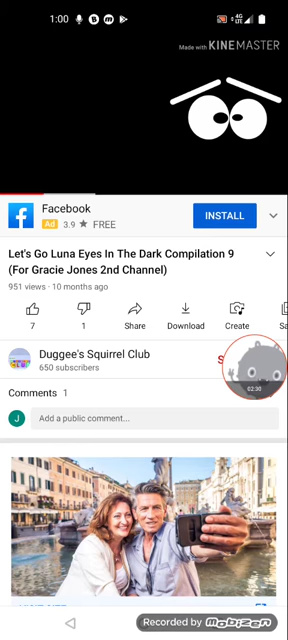 1:00
4G
Made with KINEMASTER
Facebook
Ad 3.9 ★ FREE
INSTALL
Let's Go Luna Eyes In The Dark Compilation 9
(For Gracie Jones 2nd Channel)
951 views · 10 months ago
7
1
Share
Download
Create
Duggee's Squirrel Club
650 subscribers
02:30
Comments 1
J
Add a public comment...
Recorded by MOBIZEN